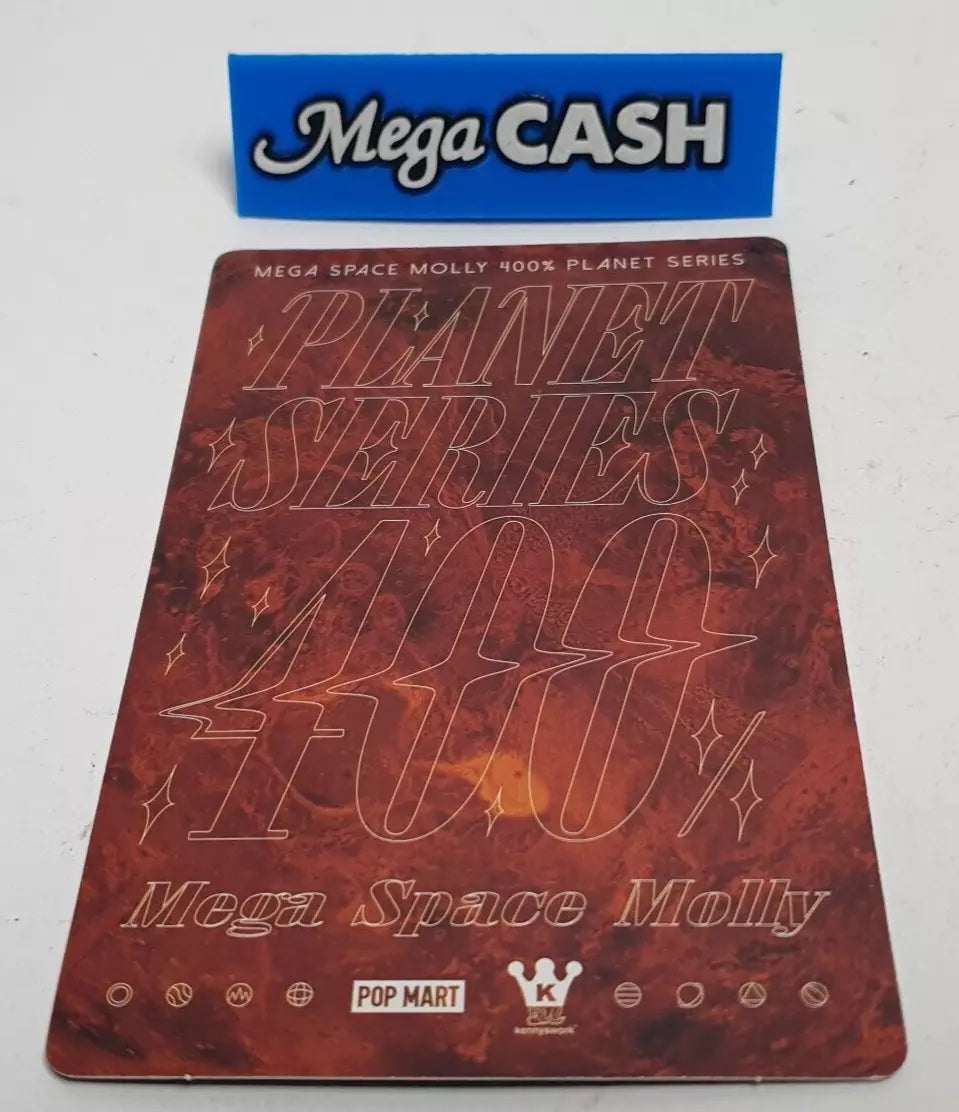 Mega CASH
MEGA SPACE MOLLY 400% PLANET SERIES
PLANET
SERIES
400%
Mega Space Molly
POP MART
K
kennyswork